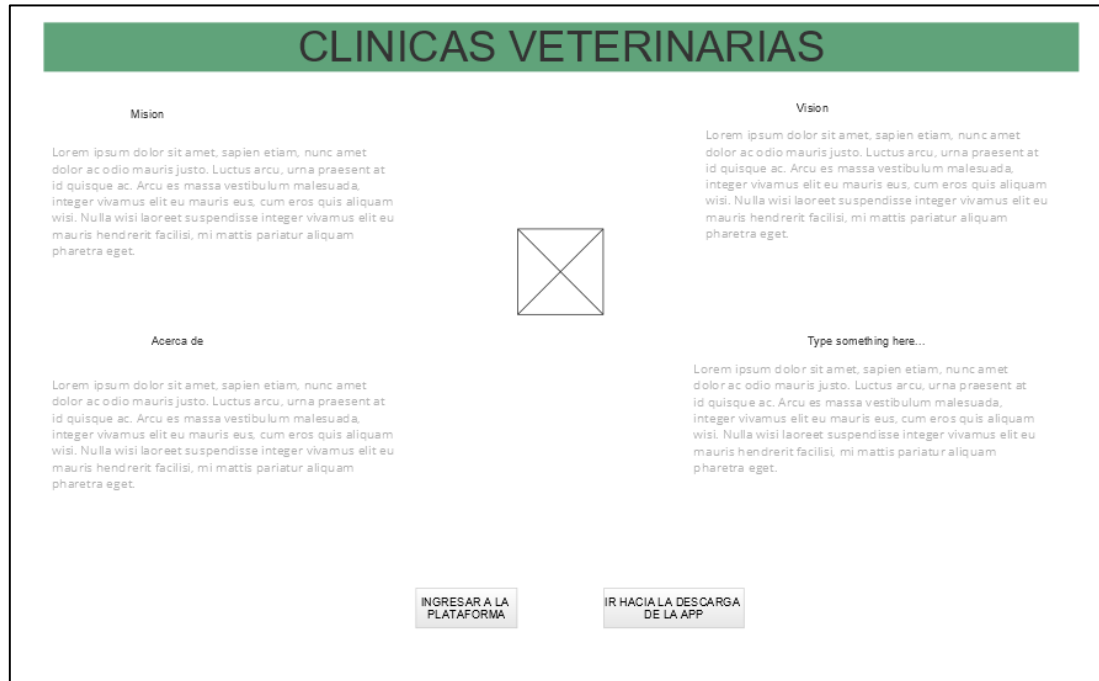 CLINICAS VETERINARIAS
Mision
Lorem ipsum dolor sit amet, sapien etiam, nunc amet
dolor ac odio mauris justo. Luctus arcu, urna praesent at
id quisque ac. Arcu es massa vestibulum malesuada,
integer vivamus elit eu mauris eus, cum eros quis aliquam
wisi. Nulla wisi laoreet suspendisse integer vivamus elit eu
mauris hendrerit facilisi, mi mattis pariatur aliquam
pharetra eget.
Vision
Lorem ipsum dolor sit amet, sapien etiam, nunc amet
dolor ac odio mauris justo. Luctus arcu, urna praesent at
id quisque ac. Arcu es massa vestibulum malesuada,
integer vivamus elit eu mauris eus, cum eros quis aliquam
wisi. Nulla wisi laoreet suspendisse integer vivamus elit eu
mauris hendrerit facilisi, mi mattis pariatur aliquam
pharetra eget.
Acerca de
Lorem ipsum dolor sit amet, sapien etiam, nunc amet
dolor ac odio mauris justo. Luctus arcu, urna praesent at
id quisque ac. Arcu es massa vestibulum malesuada,
integer vivamus elit eu mauris eus, cum eros quis aliquam
wisi. Nulla wisi laoreet suspendisse integer vivamus elit eu
mauris hendrerit facilisi, mi mattis pariatur aliquam
pharetra eget.
Type something here...
Lorem ipsum dolor sit amet, sapien etiam, nunc amet
dolor ac odio mauris justo. Luctus arcu, urna praesent at
id quisque ac. Arcu es massa vestibulum malesuada,
integer vivamus elit eu mauris eus, cum eros quis aliquam
wisi. Nulla wisi laoreet suspendisse integer vivamus elit eu
mauris hendrerit facilisi, mi mattis pariatur aliquam
pharetra eget.
INGRESAR A LA
PLATAFORMA
IR HACIA LA DESCARGA
DE LA APP